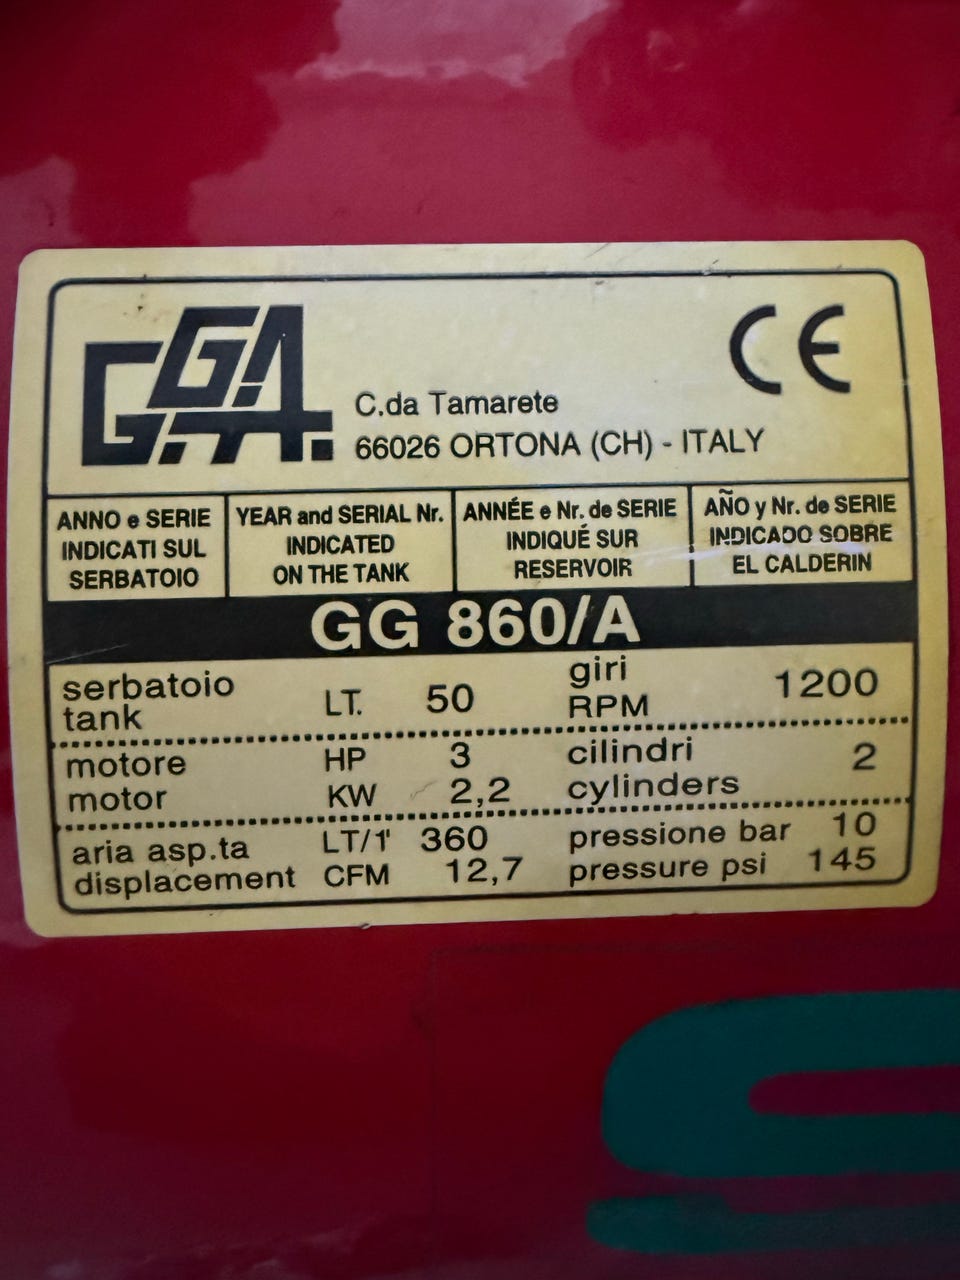 GGA.
C.da Tamarete
66026 ORTONA (CH) - ITALY
CE
ANNO e SERIE
INDICATI SUL
SERBATOIO
YEAR and SERIAL Nr.
INDICATED
ON THE TANK
ANNÉE e Nr. de SERIE
INDIQUÉ SUR
RESERVOIR
AÑO y Nr. de SERIE
INDICADO SOBRE
EL CALDERIN
GG 860/A
serbatoio
tank
LT. 50
giri
RPM
1200
motore HP 3
motor KW 2,2
cilindri
cylinders
2
aria asp.ta LT/1' 360
displacement CFM 12,7
pressione bar 10
pressure psi 145